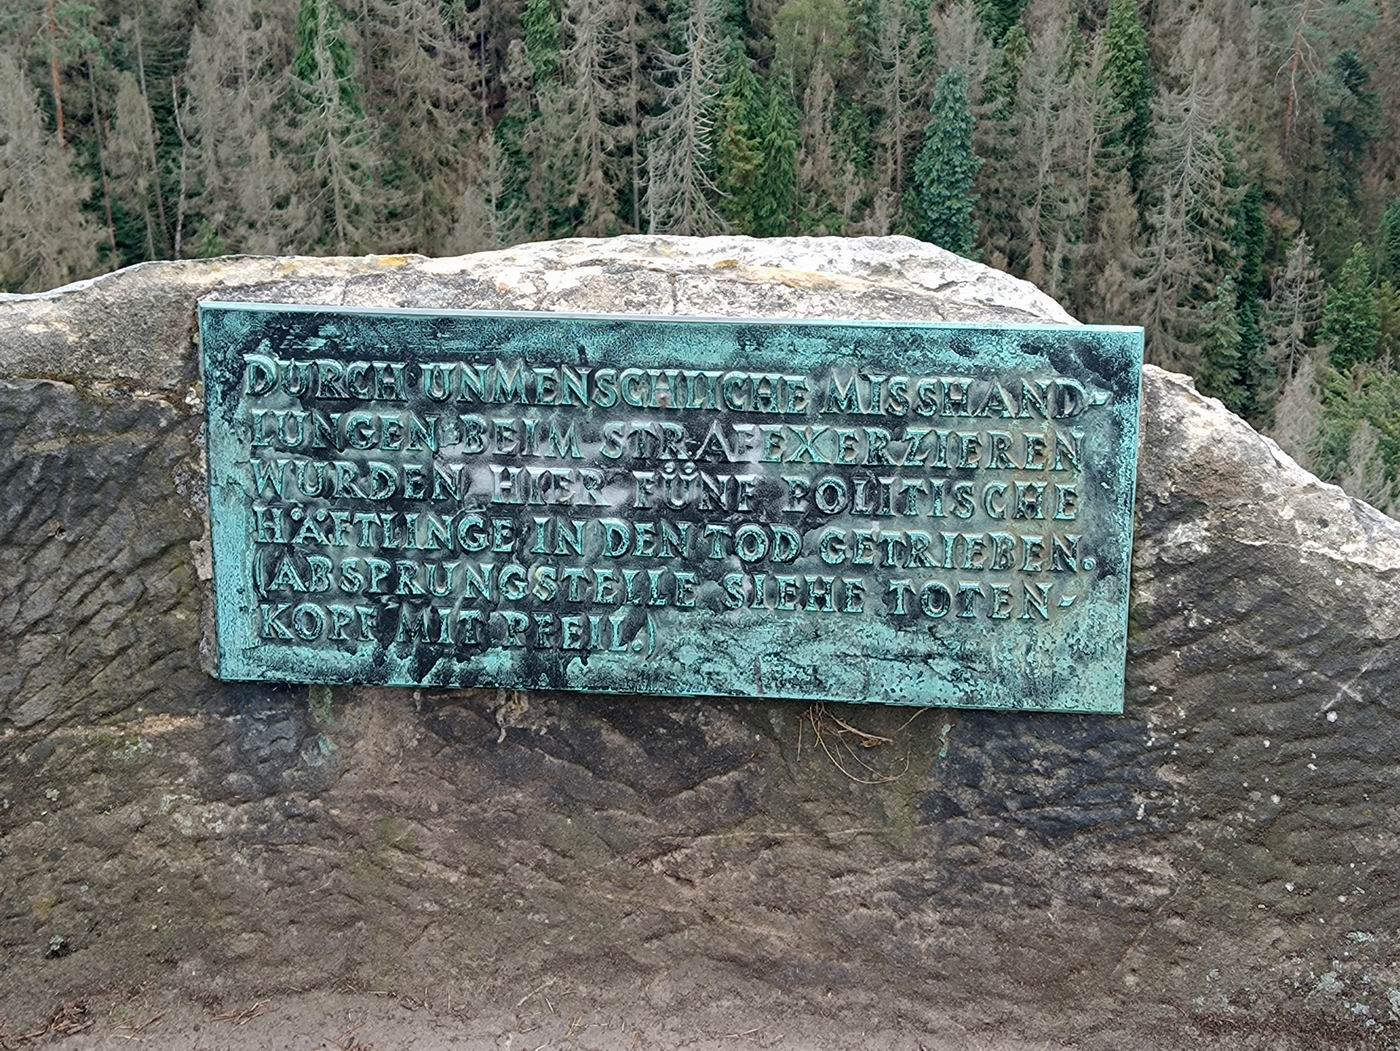 DURCH UNMENSCHLICHE MISSHAND-
LUNGEN BEIM STRAFEXERZIEREN
WURDEN HIER FÜNF POLITISCHE
HÄFTLINGE IN DEN TOD GETRIEBEN.
(ABSPRUNGSTELLE SIEHE TOTEN-
KOPF MIT PFEIL.)